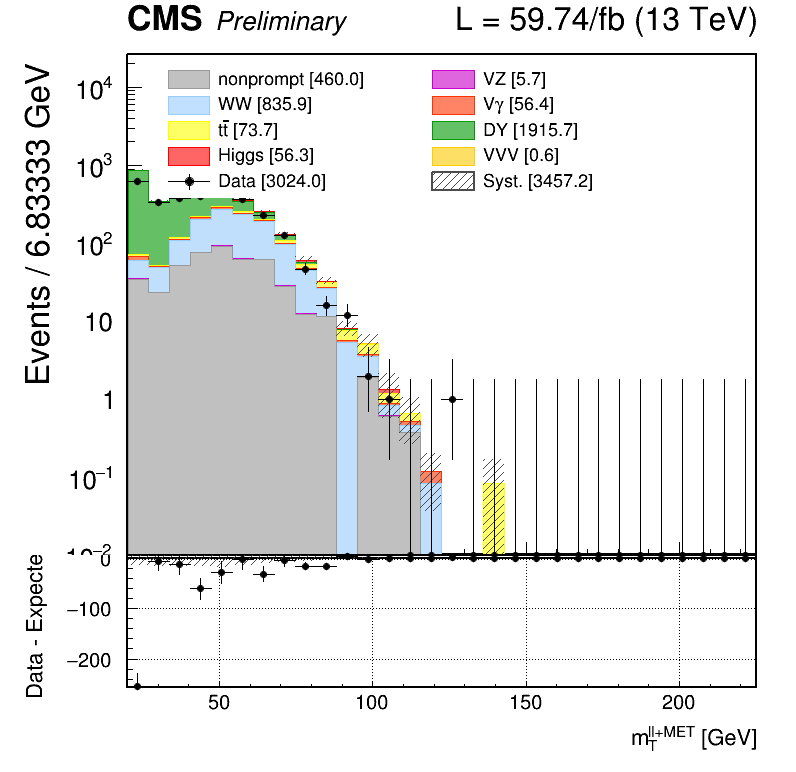 CMS Preliminary L = 59.74/fb (13 TeV)
Events / 6.83333 GeV
10⁴
10³
10²
10
1
10⁻¹
10⁻²
nonprompt [460.0]
WW [835.9]
tt̄ [73.7]
Higgs [56.3]
Data [3024.0]
VZ [5.7]
Vγ [56.4]
DY [1915.7]
VVV [0.6]
Syst. [3457.2]
Data - Expecte
0
−100
−200
50 100 150 200
m_T^{ll+MET} [GeV]